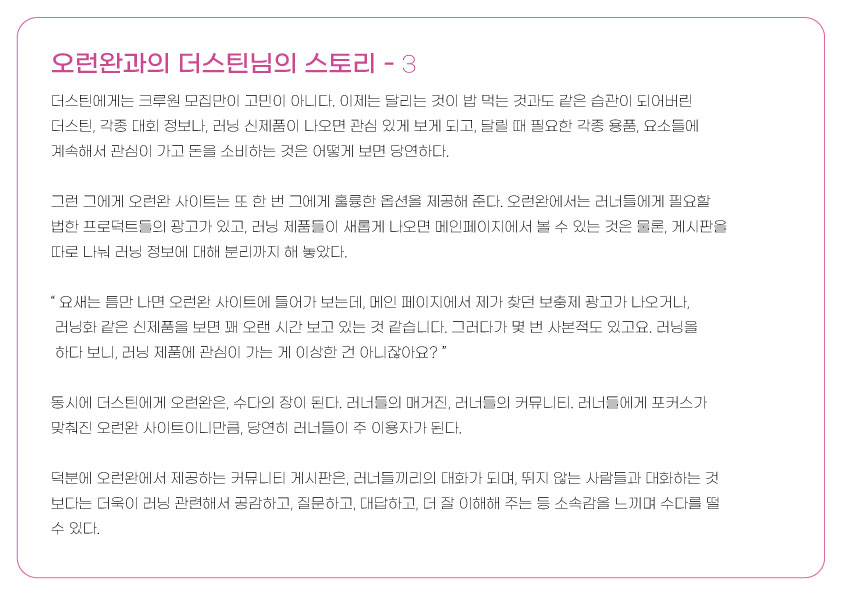 오런완과의 더스틴님의 스토리 - 3
더스틴에게는 크루원 모집만이 고민이 아니다. 이제는 달리는 것이 밥 먹는 것과도 같은 습관이 되어버린
더스틴, 각종 대회 정보나, 러닝 신제품이 나오면 관심 있게 보게 되고, 달릴 때 필요한 각종 용품, 요소들에
계속해서 관심이 가고 돈을 소비하는 것은 어떻게 보면 당연하다.
그런 그에게 오런완 사이트는 또 한 번 그에게 훌륭한 옵션을 제공해 준다. 오런완에서는 러너들에게 필요할
법한 프로덕트들의 광고가 있고, 러닝 제품들이 새롭게 나오면 메인페이지에서 볼 수 있는 것은 물론, 게시판을
따로 나눠 러닝 정보에 대해 분리까지 해 놓았다.
“ 요새는 틈만 나면 오런완 사이트에 들어가 보는데, 메인 페이지에서 제가 찾던 보충제 광고가 나오거나,
러닝화 같은 신제품을 보면 꽤 오랜 시간 보고 있는 것 같습니다. 그러다가 몇 번 사본적도 있고요. 러닝을
하다 보니, 러닝 제품에 관심이 가는 게 이상한 건 아니잖아요? ”
동시에 더스틴에게 오런완은, 수다의 장이 된다. 러너들의 매거진, 러너들의 커뮤니티. 러너들에게 포커스가
맞춰진 오런완 사이트이니만큼, 당연히 러너들이 주 이용자가 된다.
덕분에 오런완에서 제공하는 커뮤니티 게시판은, 러너들끼리의 대화가 되며, 뛰지 않는 사람들과 대화하는 것
보다는 더욱이 러닝 관련해서 공감하고, 질문하고, 대답하고, 더 잘 이해해 주는 등 소속감을 느끼며 수다를 떨
수 있다.